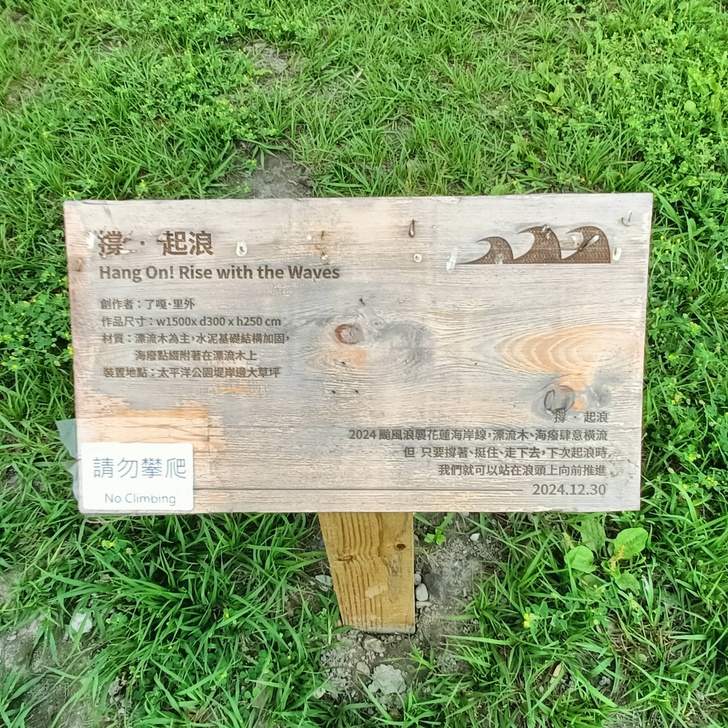 撐．起浪
Hang On! Rise with the Waves
創作者：了嘎·里外
作品尺寸：w1500x d300 x h250 cm
材質：漂流木為主，水泥基礎結構加固，
海廢點綴附著在漂流木上
裝置地點：太平洋公園堤岸邊大草坪
撐．起浪
2024 颱風浪襲花蓮海岸線，漂流木、海廢肆意橫流
但 只要撐著、挺住、走下去，下次起浪時，
我們就可以站在浪頭上向前推進
2024.12.30
請勿攀爬
No Climbing